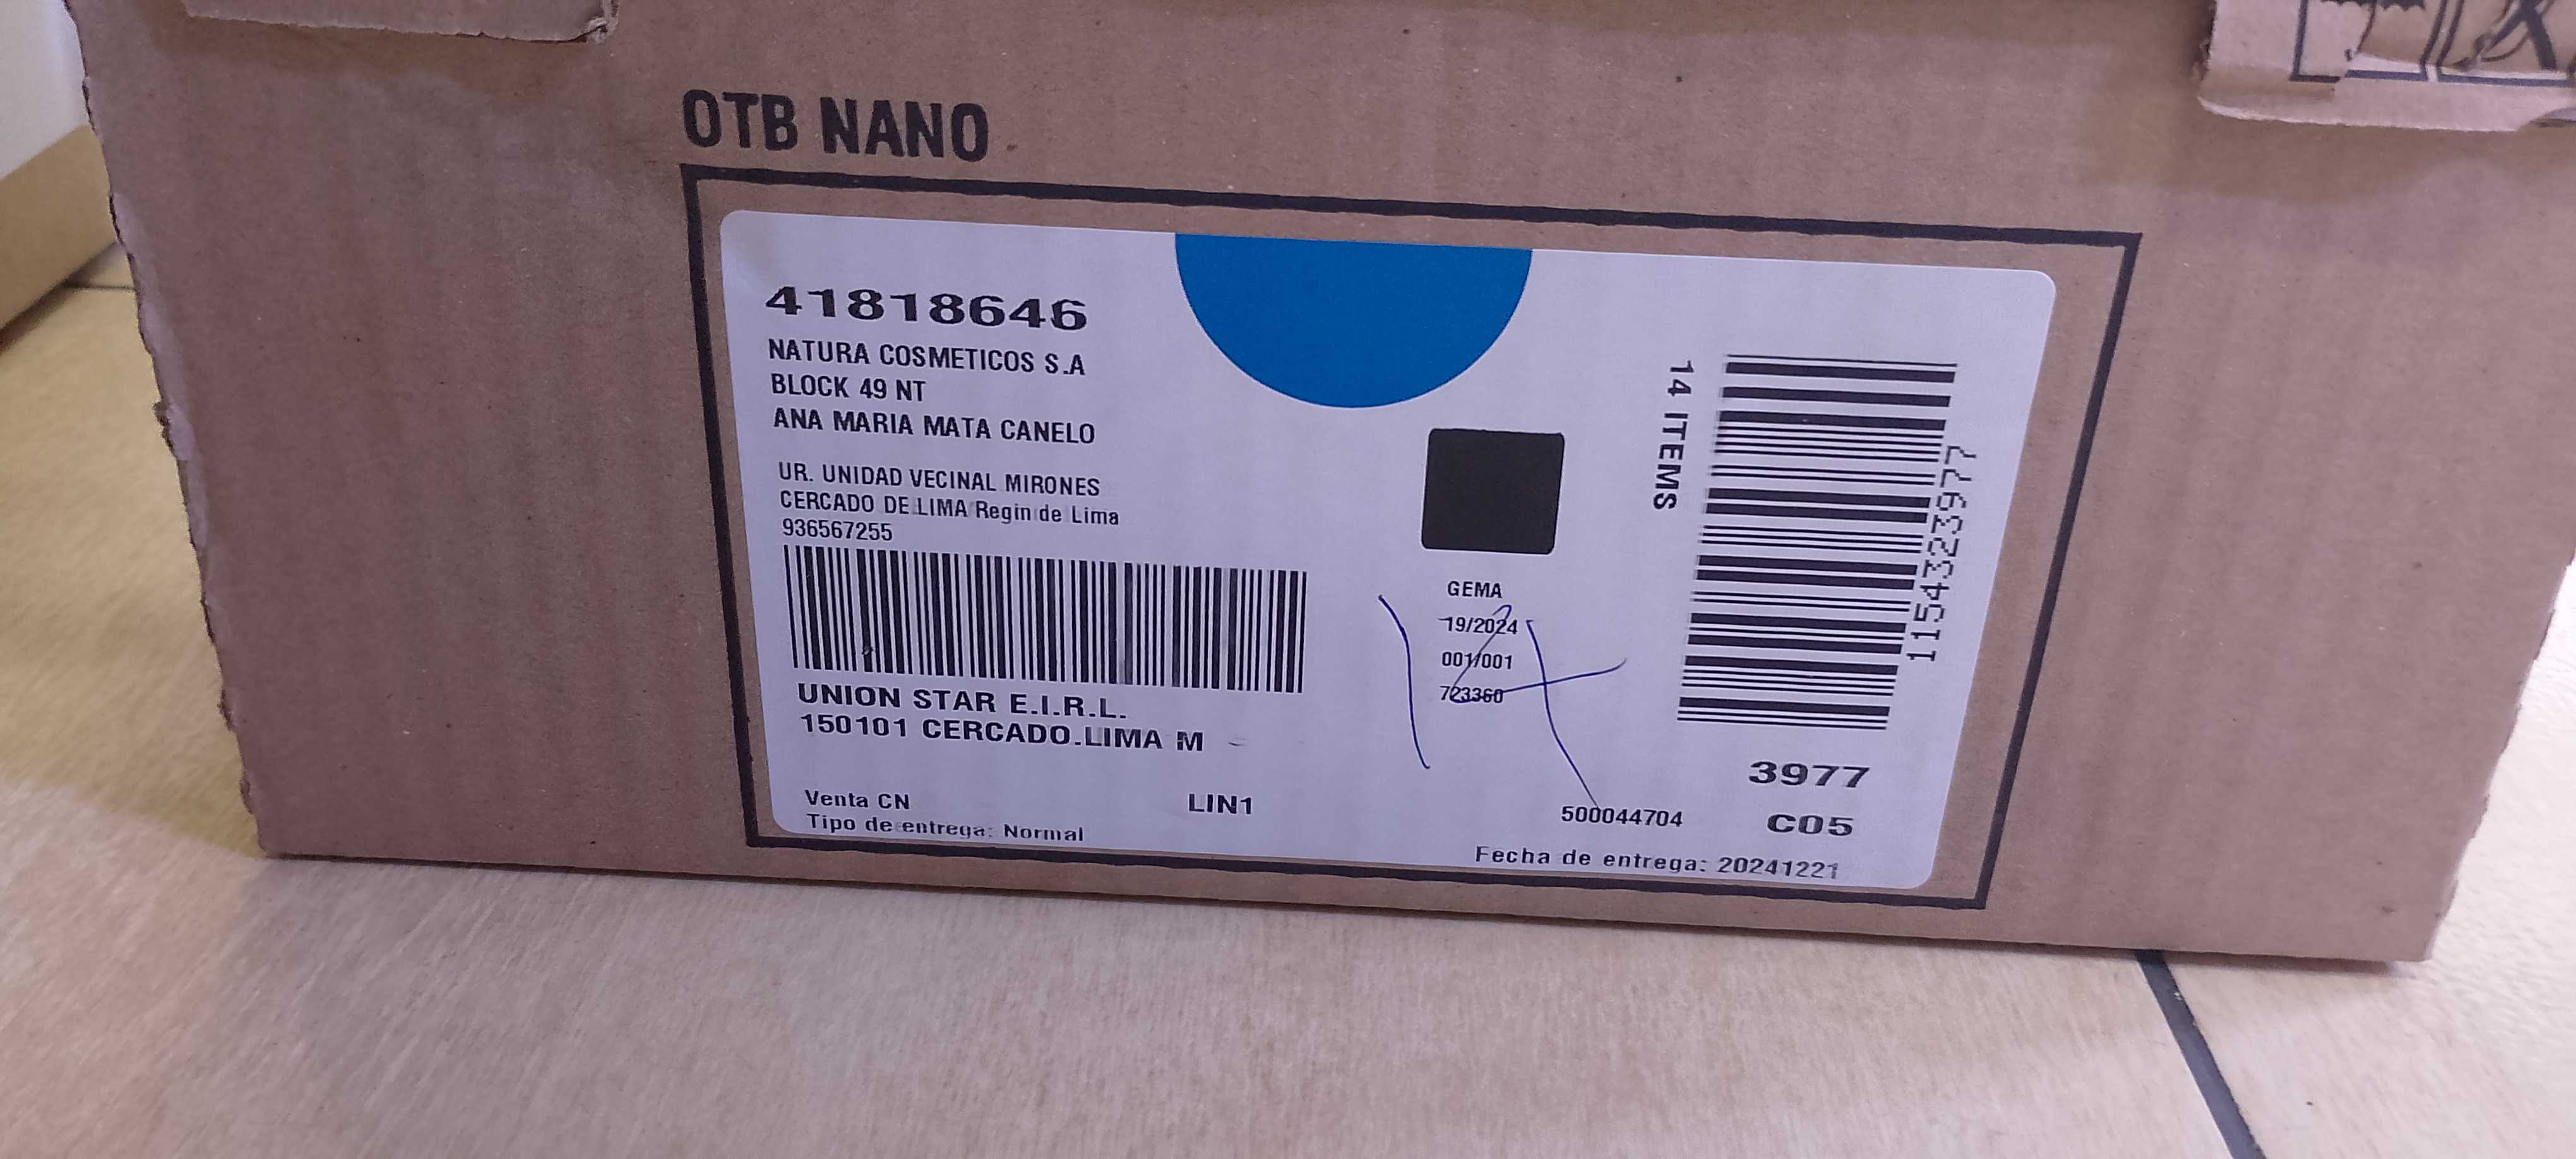 OTB NANO
41818646
NATURA COSMETICOS S.A
BLOCK 49 NT
ANA MARIA MATA CANELO
UR. UNIDAD VECINAL MIRONES
CERCADO DE LIMA Regin de Lima
936567255
UNION STAR E.I.R.L.
150101 CERCADO.LIMA M
Venta CN
LIN1
Tipo de entrega: Normal
GEMA
19/2024
001/001
723360
14 ITEMS
1154323977
3977
500044704
C05
Fecha de entrega: 20241221